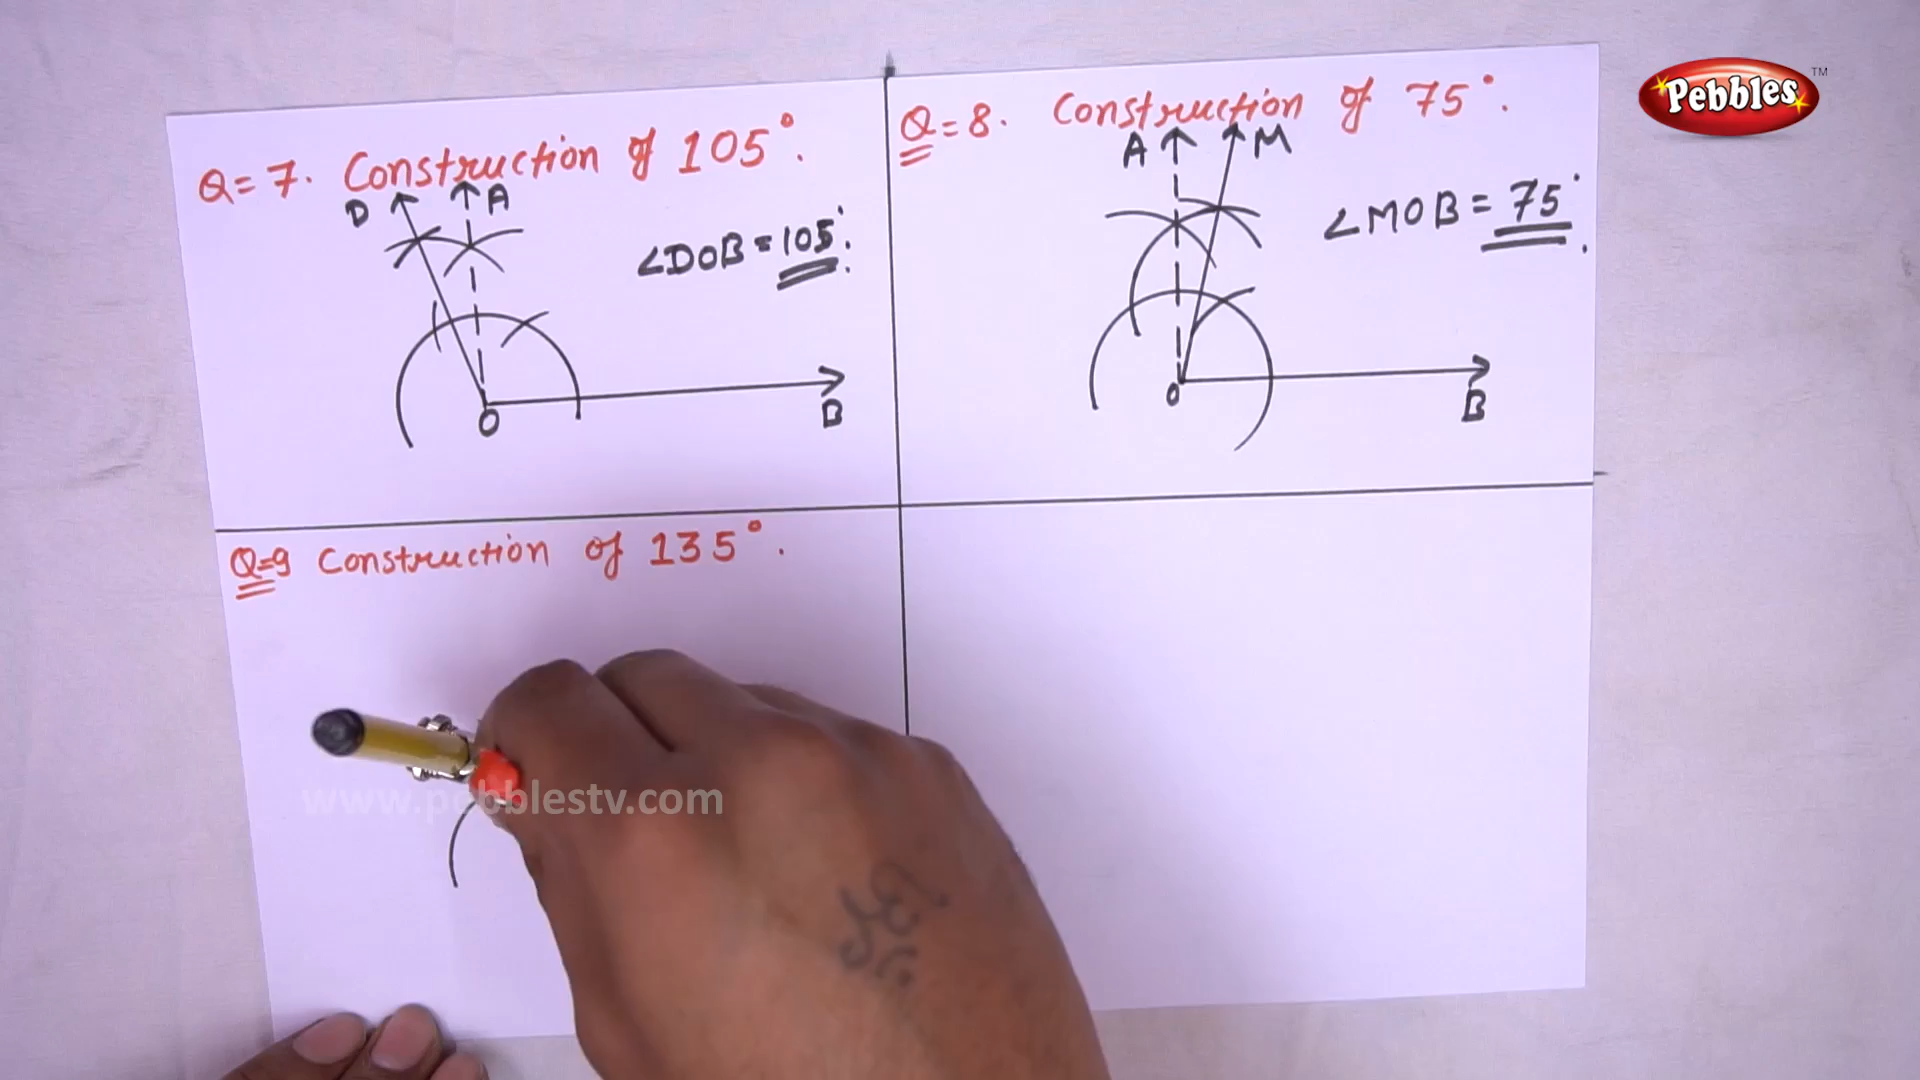 Pebbles TM
Q=7. Construction of 105°.
D A
∠DOB = 105°.
O B
Q=8. Construction of 75°.
A M
∠MOB = 75°.
O B
Q=9 Construction of 135°.
www.pebblestv.com